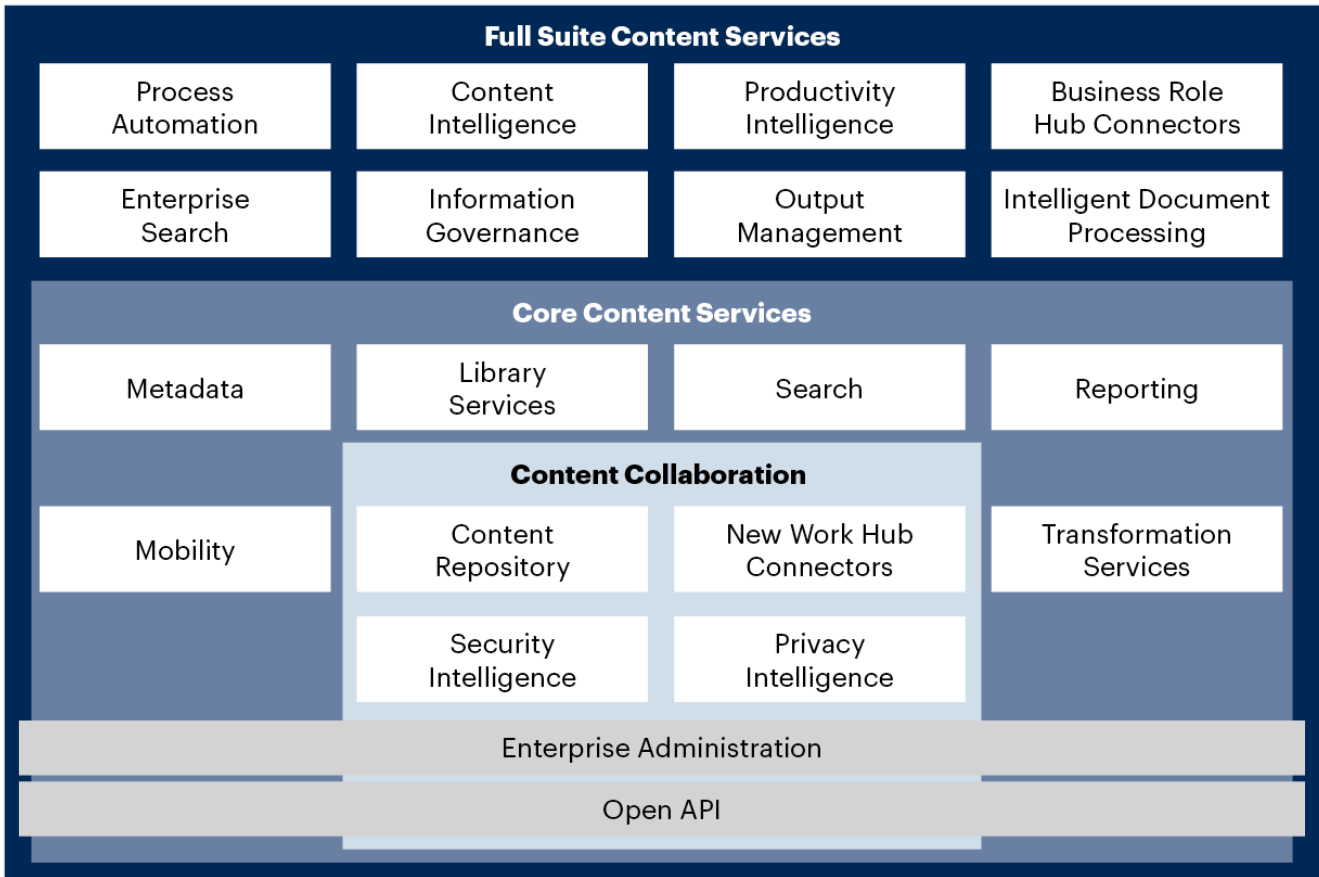 Full Suite Content Services
Process
Automation
Content
Intelligence
Productivity
Intelligence
Business Role
Hub Connectors
Enterprise
Search
Information
Governance
Output
Management
Intelligent Document
Processing
Core Content Services
Metadata
Library
Services
Search
Reporting
Content Collaboration
Mobility
Content
Repository
New Work Hub
Connectors
Transformation
Services
Security
Intelligence
Privacy
Intelligence
Enterprise Administration
Open API